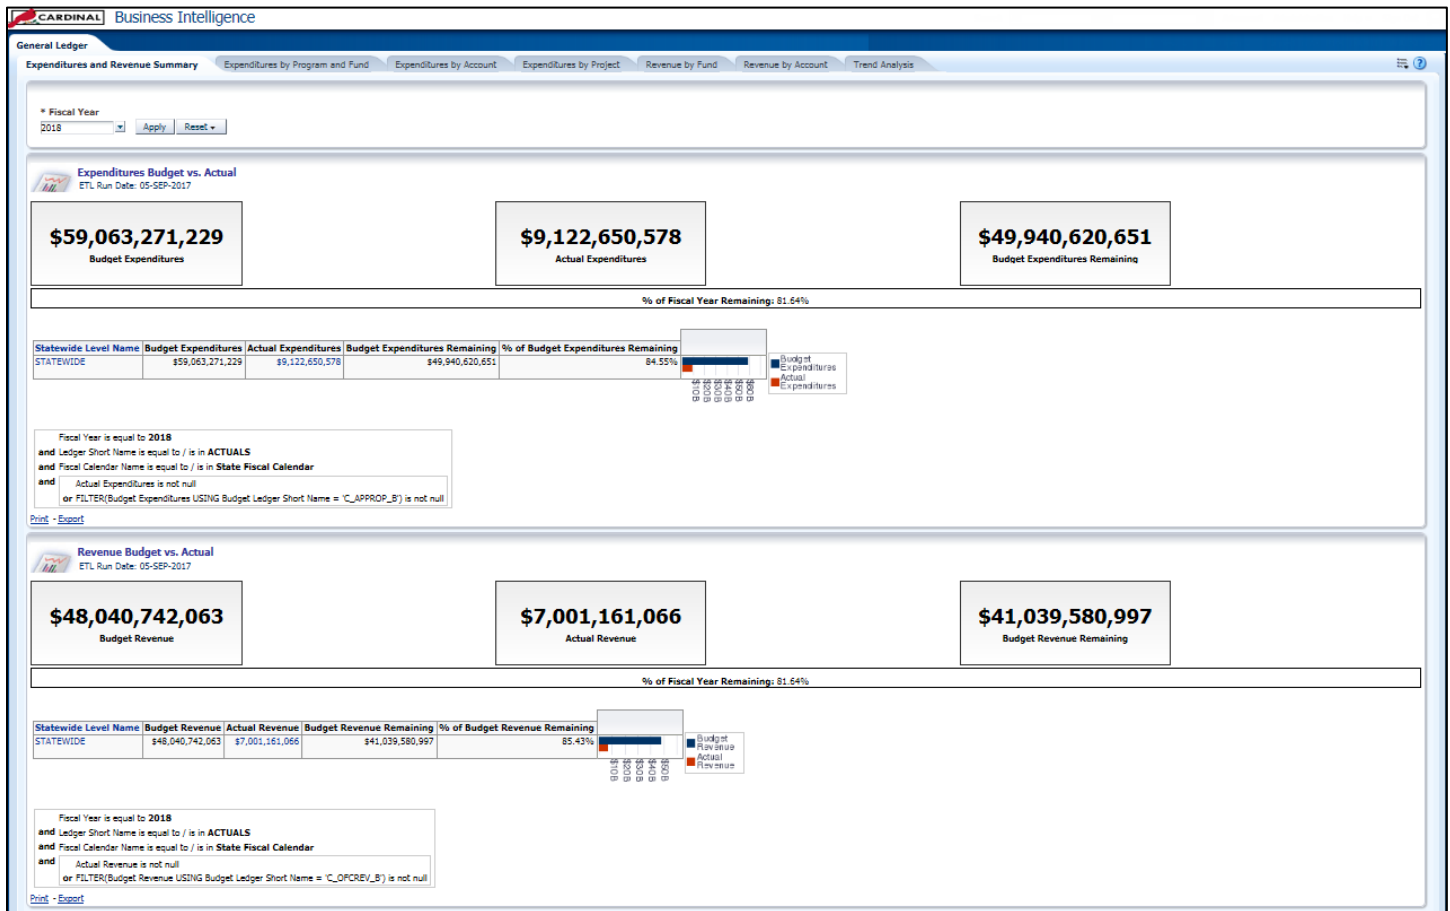 CARDINAL Business Intelligence
General Ledger
Expenditures and Revenue Summary Expenditures by Program and Fund Expenditures by Account Expenditures by Project Revenue by Fund Revenue by Account Trend Analysis
* Fiscal Year
2018 Apply Reset
Expenditures Budget vs. Actual
ETL Run Date: 05-SEP-2017
$59,063,271,229 $9,122,650,578 $49,940,620,651
Budget Expenditures Actual Expenditures Budget Expenditures Remaining
% of Fiscal Year Remaining: 81.64%
Statewide Level Name Budget Expenditures Actual Expenditures Budget Expenditures Remaining % of Budget Expenditures Remaining
STATEWIDE $59,063,271,229 $9,122,650,578 $49,940,620,651 84.55%
Budget
Expenditures
Actual
Expenditures
$10B $20B $30B $40B $50B $60B
Fiscal Year is equal to 2018
and Ledger Short Name is equal to / is in ACTUALS
and Fiscal Calendar Name is equal to / is in State Fiscal Calendar
and Actual Expenditures is not null
or FILTER(Budget Expenditures USING Budget Ledger Short Name = 'C_APPROP_B') is not null
Print - Export
Revenue Budget vs. Actual
ETL Run Date: 05-SEP-2017
$48,040,742,063 $7,001,161,066 $41,039,580,997
Budget Revenue Actual Revenue Budget Revenue Remaining
% of Fiscal Year Remaining: 81.64%
Statewide Level Name Budget Revenue Actual Revenue Budget Revenue Remaining % of Budget Revenue Remaining
STATEWIDE $48,040,742,063 $7,001,161,066 $41,039,580,997 85.43%
Budget
Revenue
Actual
Revenue
$10B $20B $30B $40B $50B
Fiscal Year is equal to 2018
and Ledger Short Name is equal to / is in ACTUALS
and Fiscal Calendar Name is equal to / is in State Fiscal Calendar
and Actual Revenue is not null
or FILTER(Budget Revenue USING Budget Ledger Short Name = 'C_OFCREV_B') is not null
Print - Export